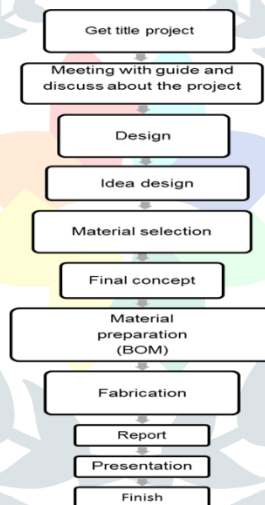 Get title project
Meeting with guide and
discuss about the project
Design
Idea design
Material selection
Final concept
Material
preparation
(BOM)
Fabrication
Report
Presentation
Finish